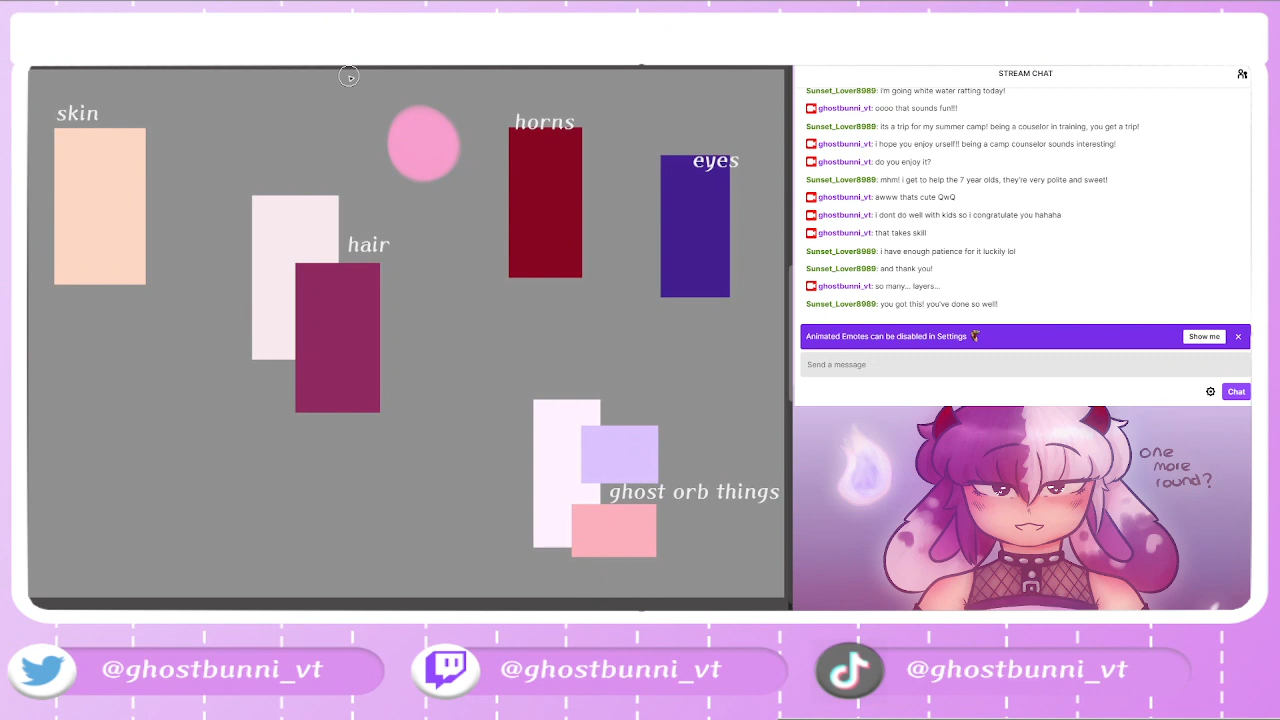 skin
horns
eyes
hair
ghost orb things
STREAM CHAT
Sunset_Lover8989: i'm going white water rafting today!
ghostbunni_vt: oooo that sounds fun!!!
Sunset_Lover8989: its a trip for my summer camp! being a couselor in training, you get a trip!
ghostbunni_vt: i hope you enjoy urself!! being a camp counselor sounds interesting!
ghostbunni_vt: do you enjoy it?
Sunset_Lover8989: mhm! i get to help the 7 year olds, they're very polite and sweet!
ghostbunni_vt: awww thats cute QwQ
ghostbunni_vt: i dont do well with kids so i congratulate you hahaha
ghostbunni_vt: that takes skill
Sunset_Lover8989: i have enough patience for it luckily lol
Sunset_Lover8989: and thank you!
ghostbunni_vt: so many... layers...
Sunset_Lover8989: you got this! you've done so well!
Animated Emotes can be disabled in Settings
Show me
Send a message
Chat
one
more
round?
@ghostbunni_vt
@ghostbunni_vt
@ghostbunni_vt